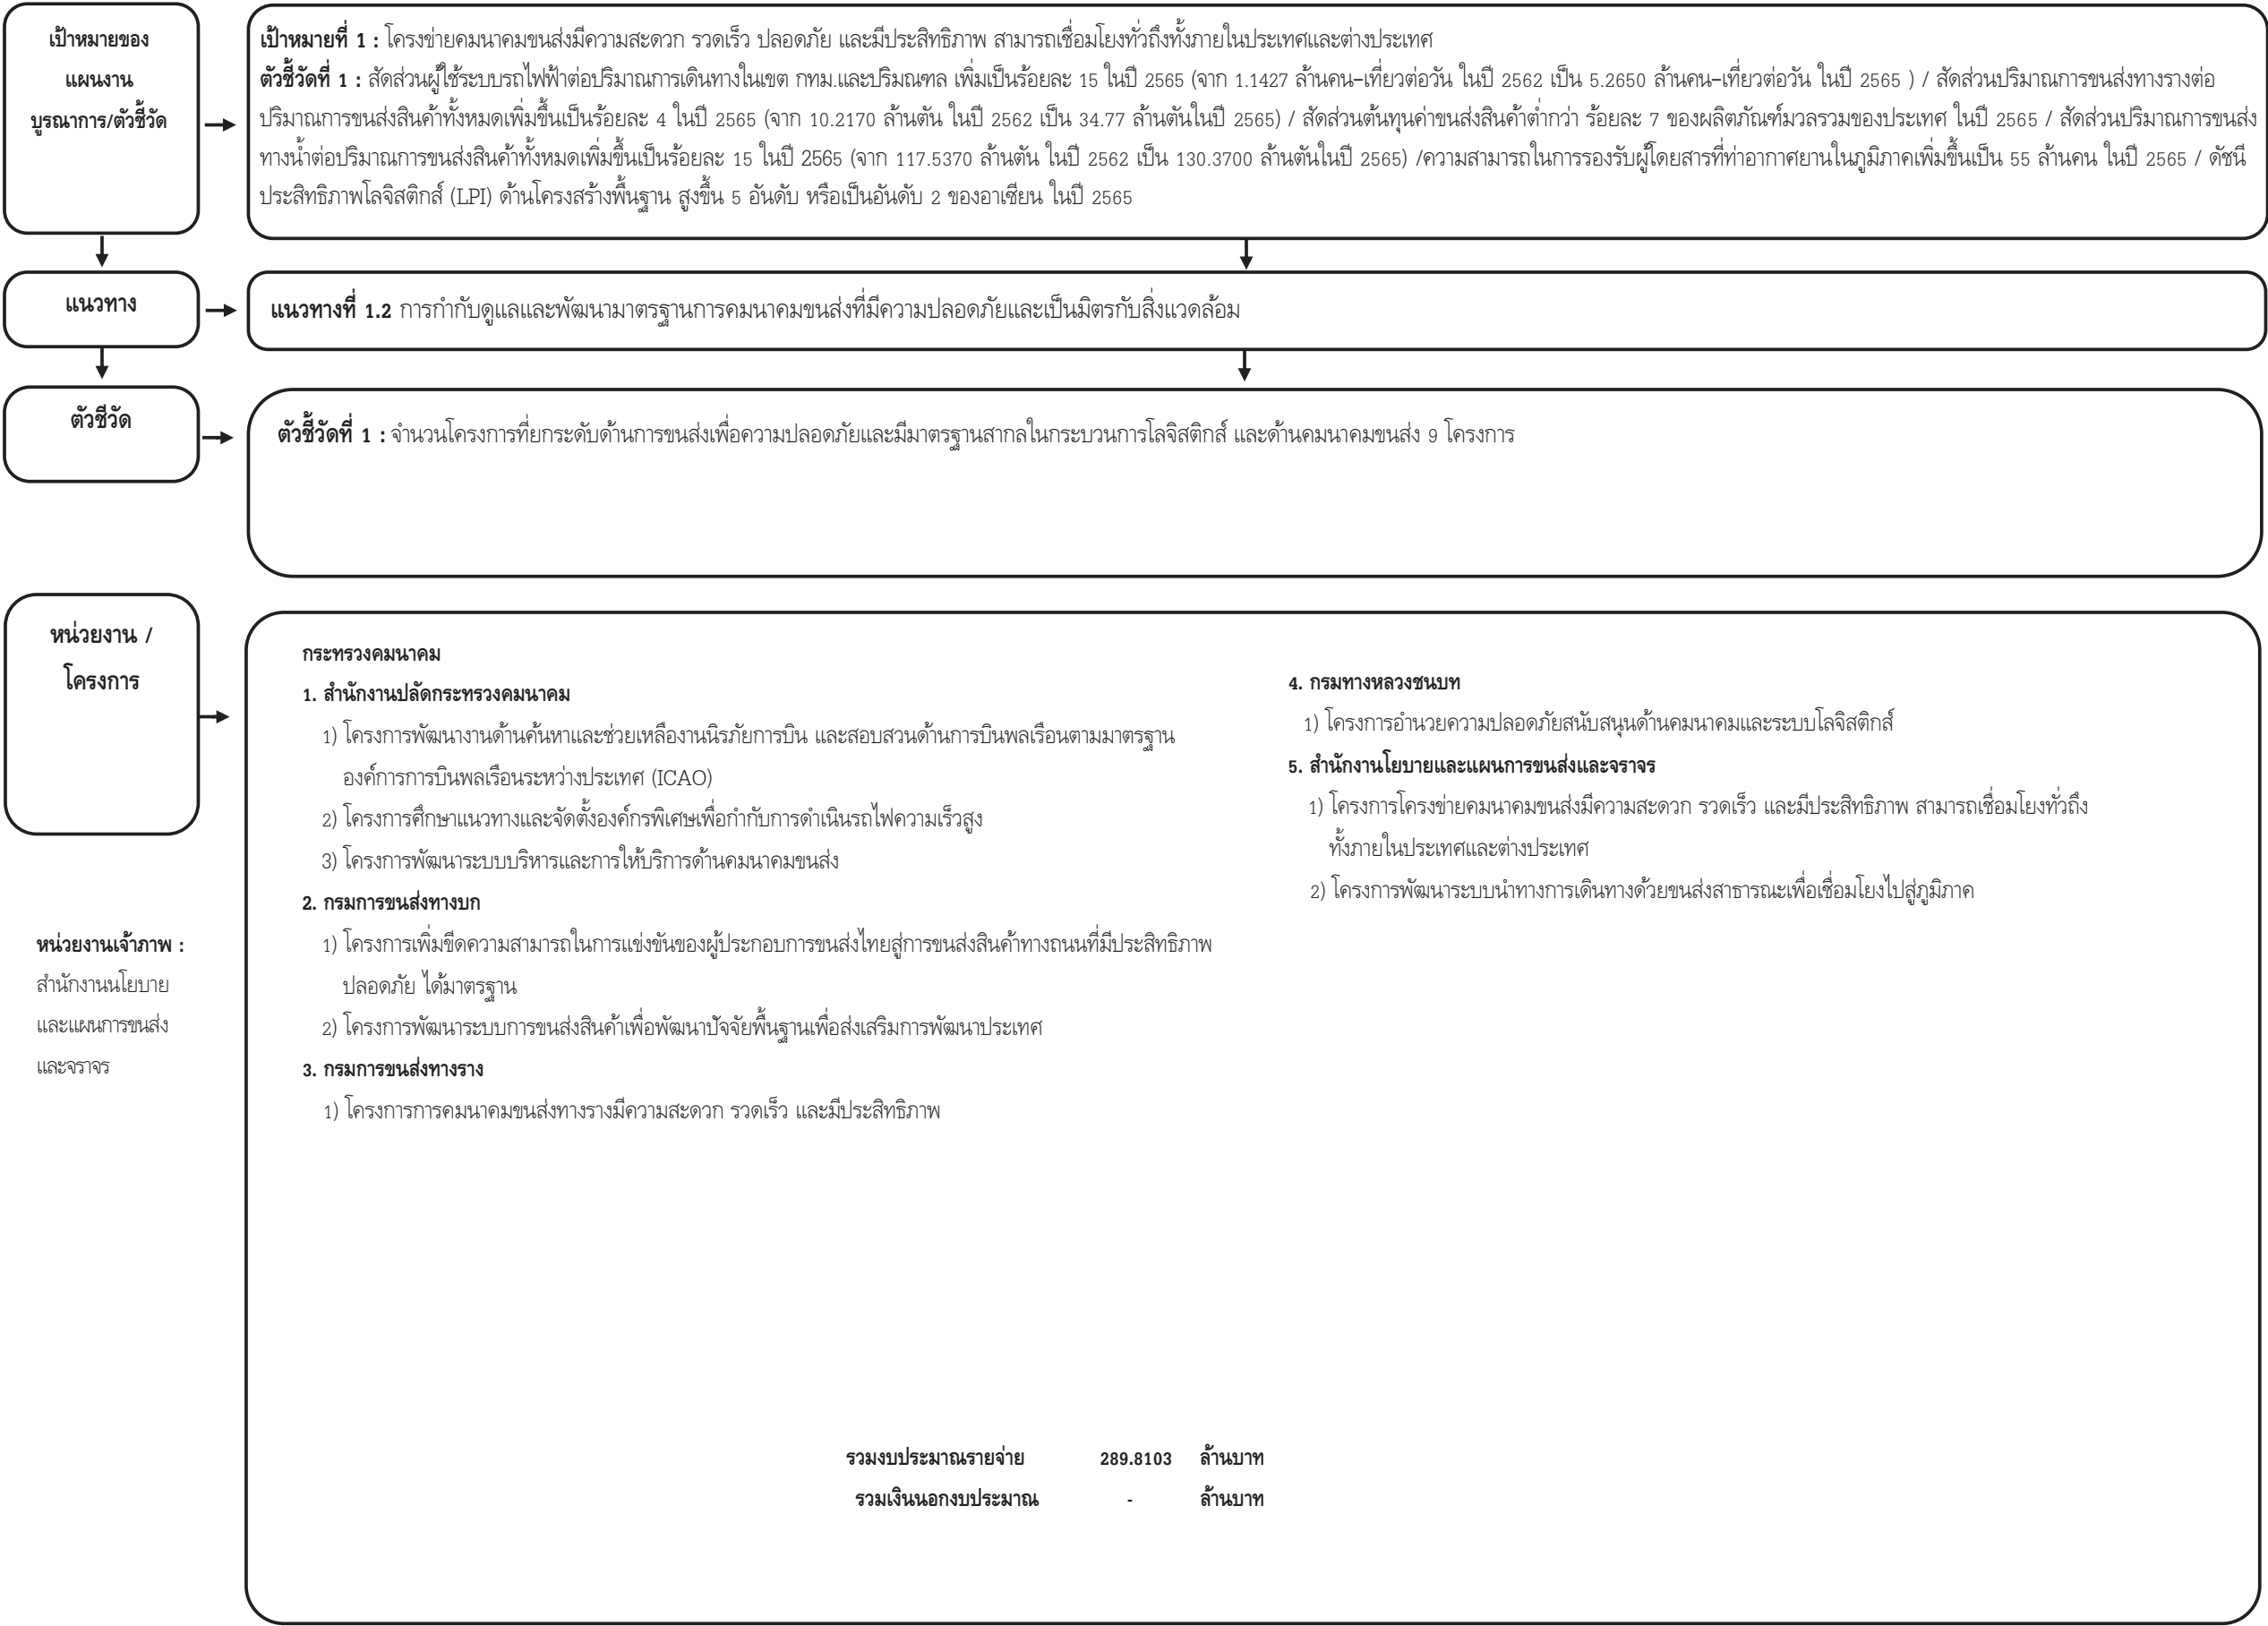 เป้าหมายของ
แผนงาน
บูรณาการ/ตัวชี้วัด
เป้าหมายที่ 1 : โครงข่ายคมนาคมขนส่งมีความสะดวก รวดเร็ว ปลอดภัย และมีประสิทธิภาพ สามารถเชื่อมโยงทั่วถึงทั้งภายในประเทศและต่างประเทศ
ตัวชี้วัดที่ 1 : สัดส่วนผู้ใช้ระบบรถไฟฟ้าต่อปริมาณการเดินทางในเขต กทม.และปริมณฑล เพิ่มเป็นร้อยละ 15 ในปี 2565 (จาก 1.1427 ล้านคน-เที่ยวต่อวัน ในปี 2562 เป็น 5.2650 ล้านคน-เที่ยวต่อวัน ในปี 2565 ) / สัดส่วนปริมาณการขนส่งทางรางต่อ
ปริมาณการขนส่งสินค้าทั้งหมดเพิ่มขึ้นเป็นร้อยละ 4 ในปี 2565 (จาก 10.2170 ล้านตัน ในปี 2562 เป็น 34.77 ล้านตันในปี 2565) / สัดส่วนต้นทุนค่าขนส่งสินค้าต่ำกว่า ร้อยละ 7 ของผลิตภัณฑ์มวลรวมของประเทศ ในปี 2565 / สัดส่วนปริมาณการขนส่ง
ทางน้ำต่อปริมาณการขนส่งสินค้าทั้งหมดเพิ่มขึ้นเป็นร้อยละ 15 ในปี 2565 (จาก 117.5370 ล้านตัน ในปี 2562 เป็น 130.3700 ล้านตันในปี 2565) /ความสามารถในการรองรับผู้โดยสารที่ท่าอากาศยานในภูมิภาคเพิ่มขึ้นเป็น 55 ล้านคน ในปี 2565 / ดัชนี
ประสิทธิภาพโลจิสติกส์ (LPI) ด้านโครงสร้างพื้นฐาน สูงขึ้น 5 อันดับ หรือเป็นอันดับ 2 ของอาเซียน ในปี 2565
แนวทาง
แนวทางที่ 1.2 การกำกับดูแลและพัฒนามาตรฐานการคมนาคมขนส่งที่มีความปลอดภัยและเป็นมิตรกับสิ่งแวดล้อม
ตัวชีวัด
ตัวชี้วัดที่ 1 : จำนวนโครงการที่ยกระดับด้านการขนส่งเพื่อความปลอดภัยและมีมาตรฐานสากลในกระบวนการโลจิสติกส์ และด้านคมนาคมขนส่ง 9 โครงการ
หน่วยงาน /
โครงการ
หน่วยงานเจ้าภาพ :
สำนักงานนโยบาย
และแผนการขนส่ง
และจราจร
กระทรวงคมนาคม
1. สำนักงานปลัดกระทรวงคมนาคม
1) โครงการพัฒนางานด้านค้นหาและช่วยเหลืองานนิรภัยการบิน และสอบสวนด้านการบินพลเรือนตามมาตรฐาน
องค์การการบินพลเรือนระหว่างประเทศ (ICAO)
2) โครงการศึกษาแนวทางและจัดตั้งองค์กรพิเศษเพื่อกำกับการดำเนินรถไฟความเร็วสูง
3) โครงการพัฒนาระบบบริหารและการให้บริการด้านคมนาคมขนส่ง
2. กรมการขนส่งทางบก
1) โครงการเพิ่มขีดความสามารถในการแข่งขันของผู้ประกอบการขนส่งไทยสู่การขนส่งสินค้าทางถนนที่มีประสิทธิภาพ
ปลอดภัย ได้มาตรฐาน
2) โครงการพัฒนาระบบการขนส่งสินค้าเพื่อพัฒนาปัจจัยพื้นฐานเพื่อส่งเสริมการพัฒนาประเทศ
3. กรมการขนส่งทางราง
1) โครงการการคมนาคมขนส่งทางรางมีความสะดวก รวดเร็ว และมีประสิทธิภาพ
4. กรมทางหลวงชนบท
1) โครงการอำนวยความปลอดภัยสนับสนุนด้านคมนาคมและระบบโลจิสติกส์
5. สำนักงานโยบายและแผนการขนส่งและจราจร
1) โครงการโครงข่ายคมนาคมขนส่งมีความสะดวก รวดเร็ว และมีประสิทธิภาพ สามารถเชื่อมโยงทั่วถึง
ทั้งภายในประเทศและต่างประเทศ
2) โครงการพัฒนาระบบนำทางการเดินทางด้วยขนส่งสาธารณะเพื่อเชื่อมโยงไปสู่ภูมิภาค
รวมงบประมาณรายจ่าย 289.8103 ล้านบาท
รวมเงินนอกงบประมาณ - ล้านบาท